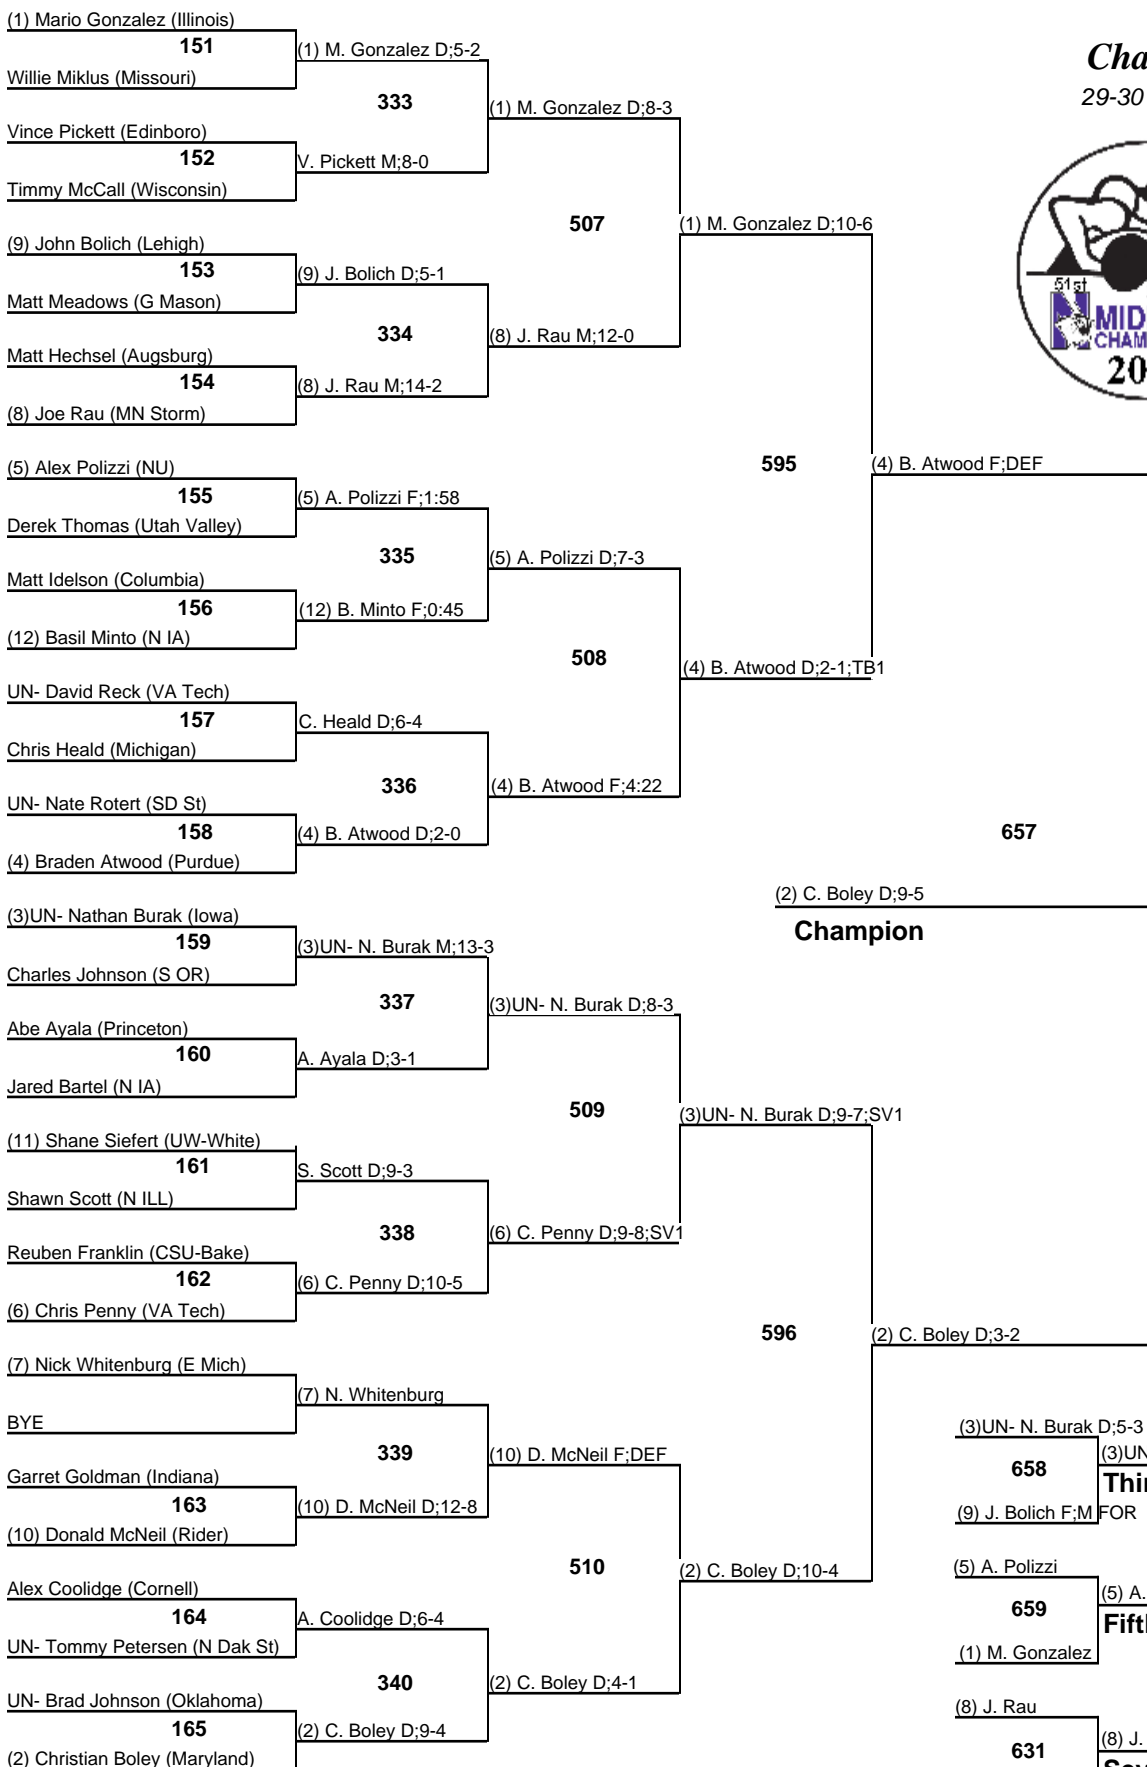 (1) Mario Gonzalez (Illinois)
151
Willie Miklus (Missouri)
(1) M. Gonzalez D;5-2
333
Vince Pickett (Edinboro)
152
Timmy McCall (Wisconsin)
V. Pickett M;8-0
(1) M. Gonzalez D;8-3
507
(9) John Bolich (Lehigh)
153
Matt Meadows (G Mason)
(9) J. Bolich D;5-1
334
Matt Hechsel (Augsburg)
154
(8) Joe Rau (MN Storm)
(8) J. Rau M;14-2
(8) J. Rau M;12-0
(1) M. Gonzalez D;10-6
595
(5) Alex Polizzi (NU)
155
Derek Thomas (Utah Valley)
(5) A. Polizzi F;1:58
335
Matt Idelson (Columbia)
156
(12) Basil Minto (N IA)
(12) B. Minto F;0:45
(5) A. Polizzi D;7-3
508
UN- David Reck (VA Tech)
157
Chris Heald (Michigan)
C. Heald D;6-4
336
UN- Nate Rotert (SD St)
158
(4) Braden Atwood (Purdue)
(4) B. Atwood D;2-0
(4) B. Atwood F;4:22
(4) B. Atwood D;2-1;TB1
(4) B. Atwood F;DEF
657
(2) C. Boley D;9-5
Champion
(3)UN- Nathan Burak (Iowa)
159
Charles Johnson (S OR)
(3)UN- N. Burak M;13-3
337
Abe Ayala (Princeton)
160
Jared Bartel (N IA)
A. Ayala D;3-1
(3)UN- N. Burak D;8-3
509
(11) Shane Siefert (UW-White)
161
Shawn Scott (N ILL)
S. Scott D;9-3
338
Reuben Franklin (CSU-Bake)
162
(6) Chris Penny (VA Tech)
(6) C. Penny D;10-5
(6) C. Penny D;9-8;SV1
(3)UN- N. Burak D;9-7;SV1
596
(7) Nick Whitenburg (E Mich)
BYE
(7) N. Whitenburg
339
Garret Goldman (Indiana)
163
(10) Donald McNeil (Rider)
(10) D. McNeil D;12-8
(10) D. McNeil F;DEF
510
Alex Coolidge (Cornell)
164
UN- Tommy Petersen (N Dak St)
A. Coolidge D;6-4
340
UN- Brad Johnson (Oklahoma)
165
(2) Christian Boley (Maryland)
(2) C. Boley D;9-4
(2) C. Boley D;4-1
(2) C. Boley D;10-4
(2) C. Boley D;3-2
Cha
29-30
51st
N
MID
CHAM
20
(3)UN- N. Burak D;5-3
658
(9) J. Bolich F;M FOR
(3)UN
Thi
(5) A. Polizzi
659
(1) M. Gonzalez
(5) A.
Fift
(8) J. Rau
631
(8) J.